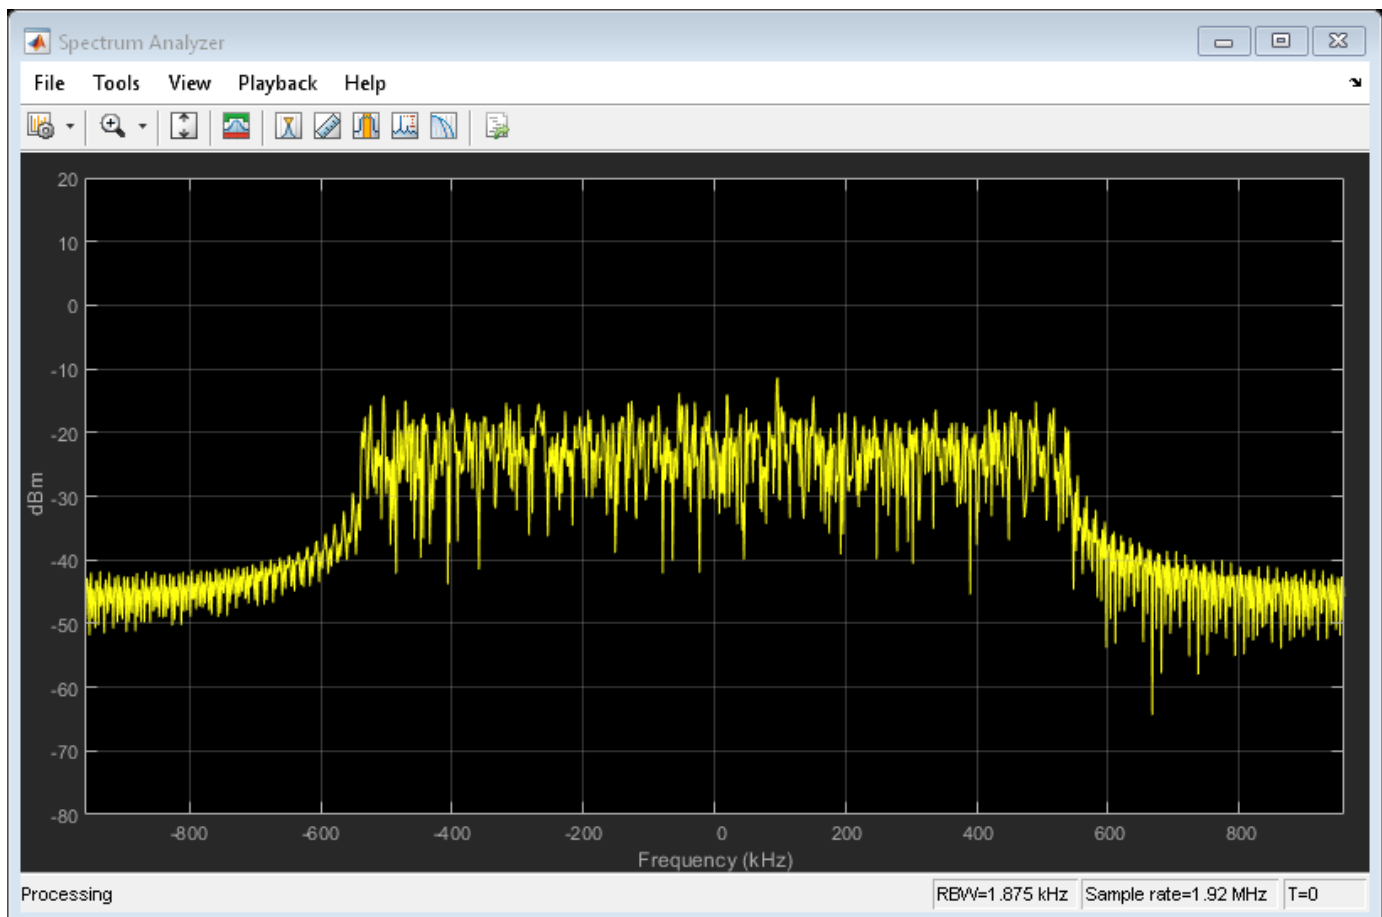 Spectrum Analyzer
File Tools View Playback Help
20
10
0
-10
-20
-30
-40
-50
-60
-70
-80
dBm
-800 -600 -400 -200 0 200 400 600 800
Frequency (kHz)
Processing RBW=1.875 kHz Sample rate=1.92 MHz T=0